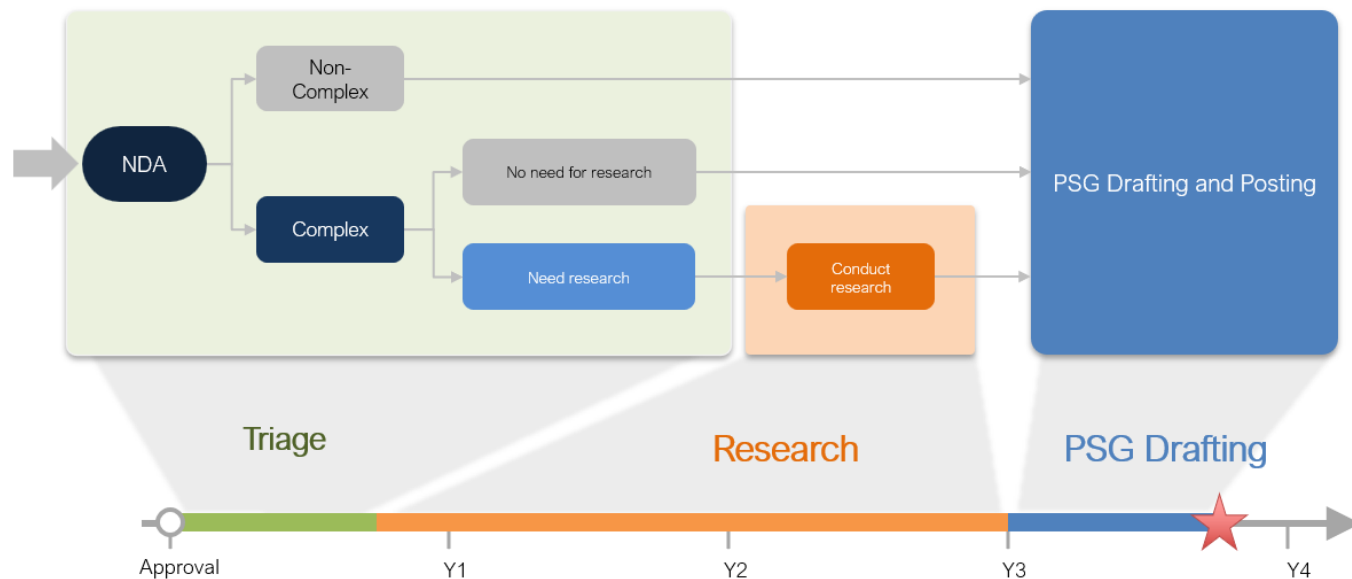 Non-
Complex
NDA
No need for research
PSG Drafting and Posting
Complex
Need research
Conduct
research
Triage
Research
PSG Drafting
Approval
Y1
Y2
Y3
Y4